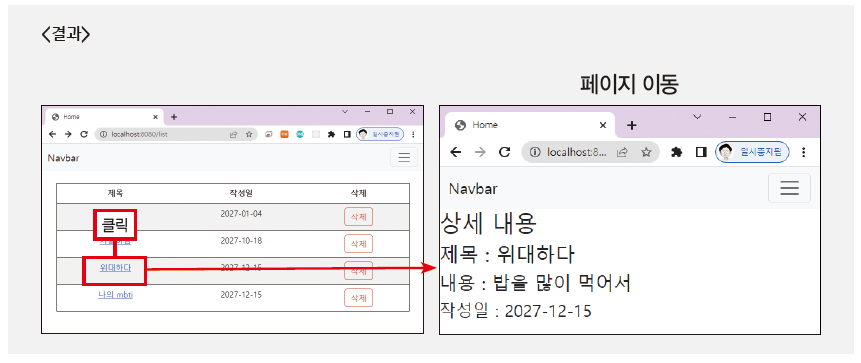 <결과>
페이지 이동
Home
localhost:8080/list
일시중지됨
Navbar
제목 작성일 삭제
2027-01-04 삭제
클릭
2027-10-18 삭제
위대하다 2027-12-15 삭제
나의 mbti 2027-12-15 삭제
Home
localhost:8...
일시중지됨
Navbar
상세 내용
제목 : 위대하다
내용 : 밥을 많이 먹어서
작성일 : 2027-12-15